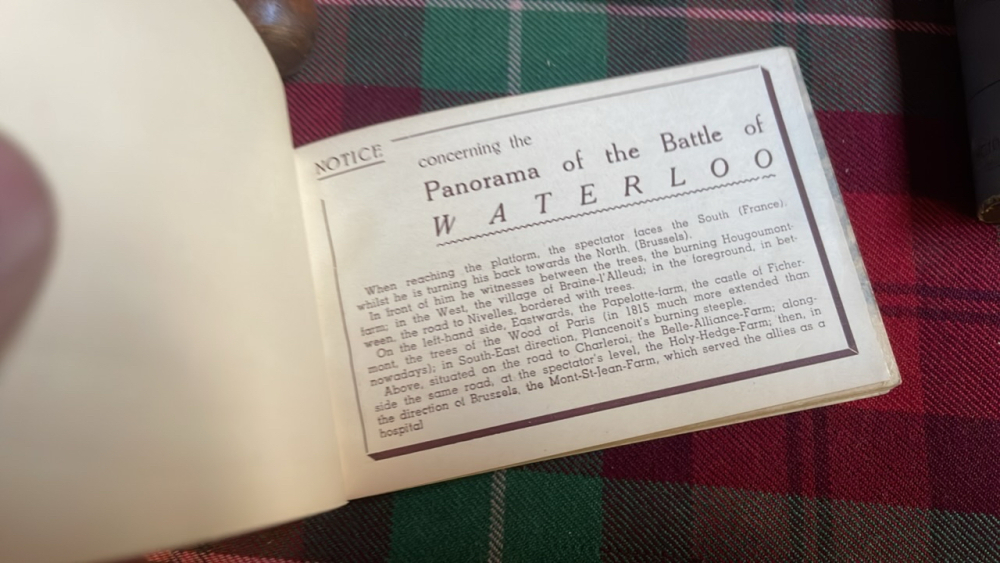 NOTICE concerning the
Panorama of the Battle of
WATERLOO
When reaching the platform, the spectator faces the South (France),
whilst he is turning his back towards the North, (Brussels).
In front of him he witnesses between the trees, the burning Hougoumont-
farm; in the West, the village of Braine-l'Alleud; in the foreground, in bet-
ween, the road to Nivelles, bordered with trees.
On the left-hand side, Eastwards, the Papelotte-farm, the castle of Ficher-
mont, the trees of the Wood of Paris (in 1815 much more extended than
nowadays); in South-East direction, Plancenoit's burning steeple.
Above, situated on the road to Charleroi, the Belle-Alliance-Farm; along-
side the same road, at the spectator's level, the Holy-Hedge-Farm; then, in
the direction of Brussels, the Mont-St-Jean-Farm, which served the allies as a
hospital